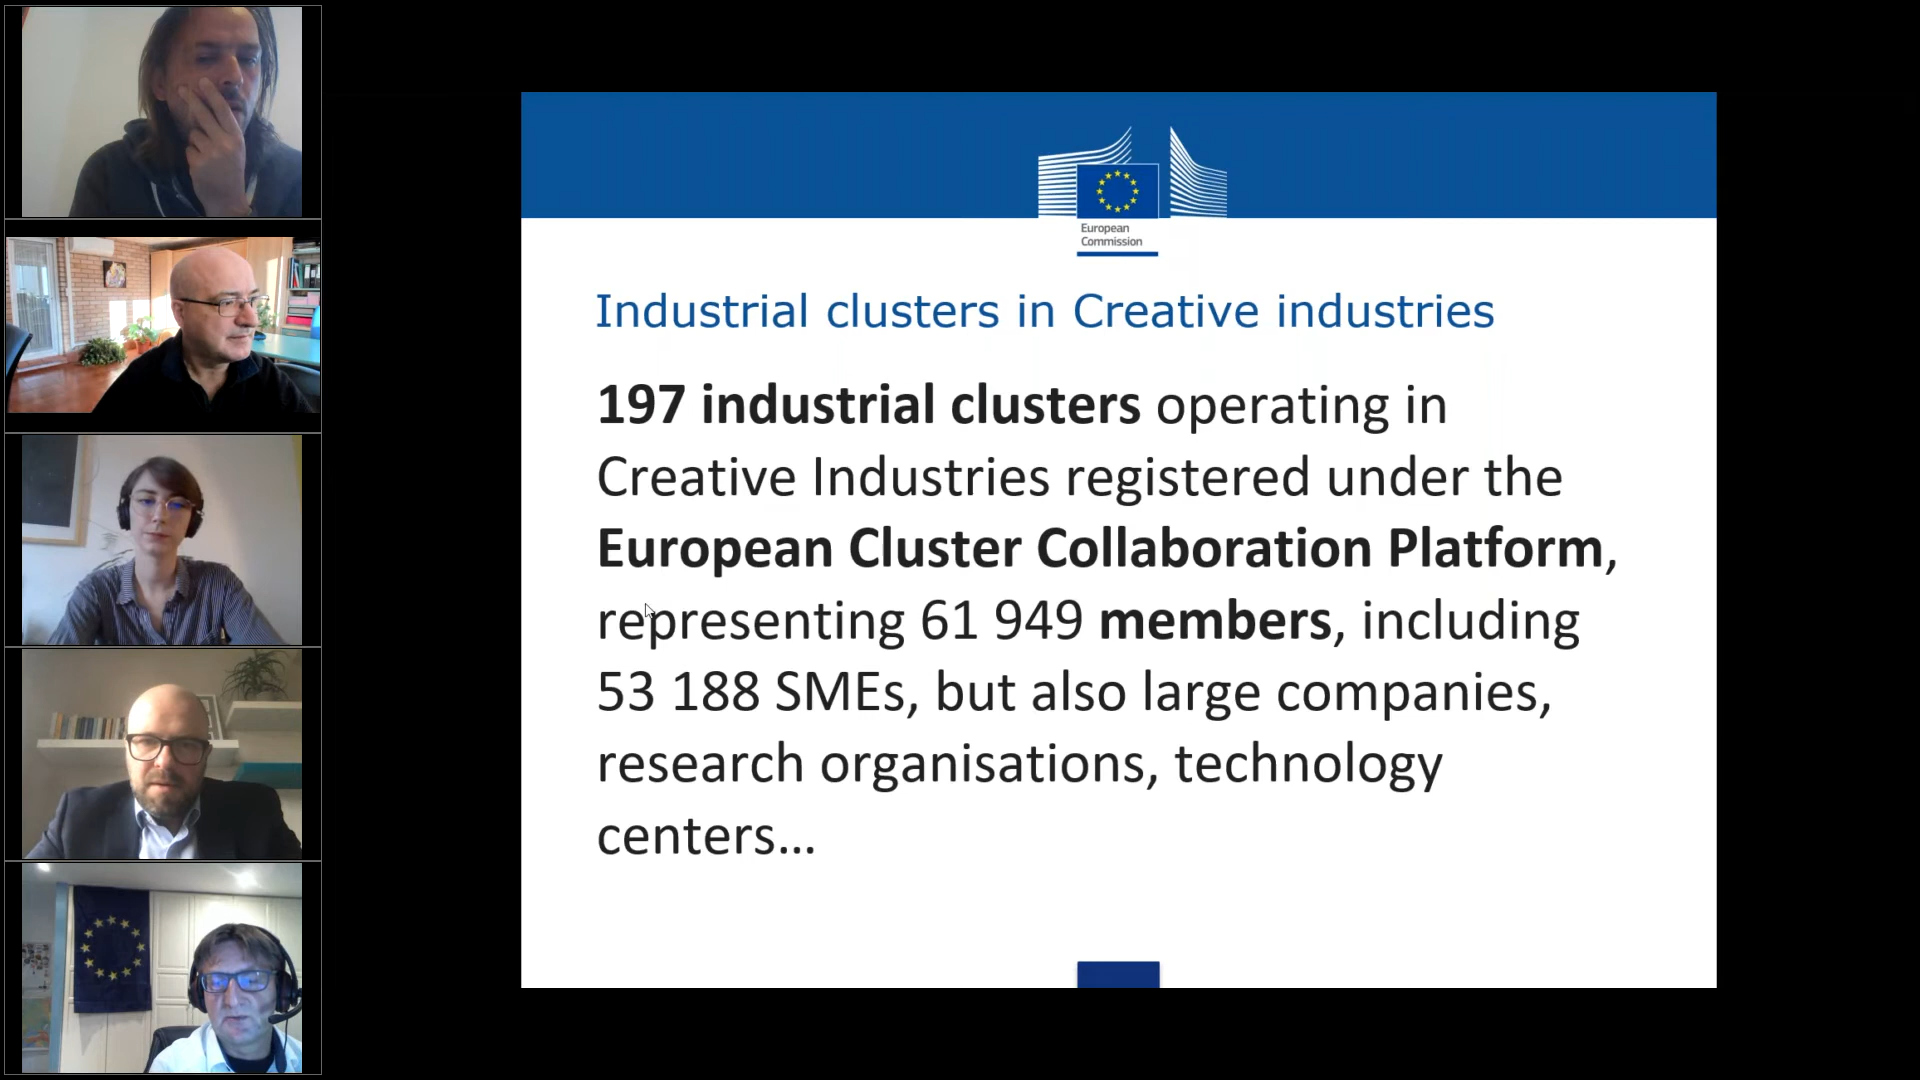 European
Commission
Industrial clusters in Creative industries
197 industrial clusters operating in
Creative Industries registered under the
European Cluster Collaboration Platform,
representing 61 949 members, including
53 188 SMEs, but also large companies,
research organisations, technology
centers...